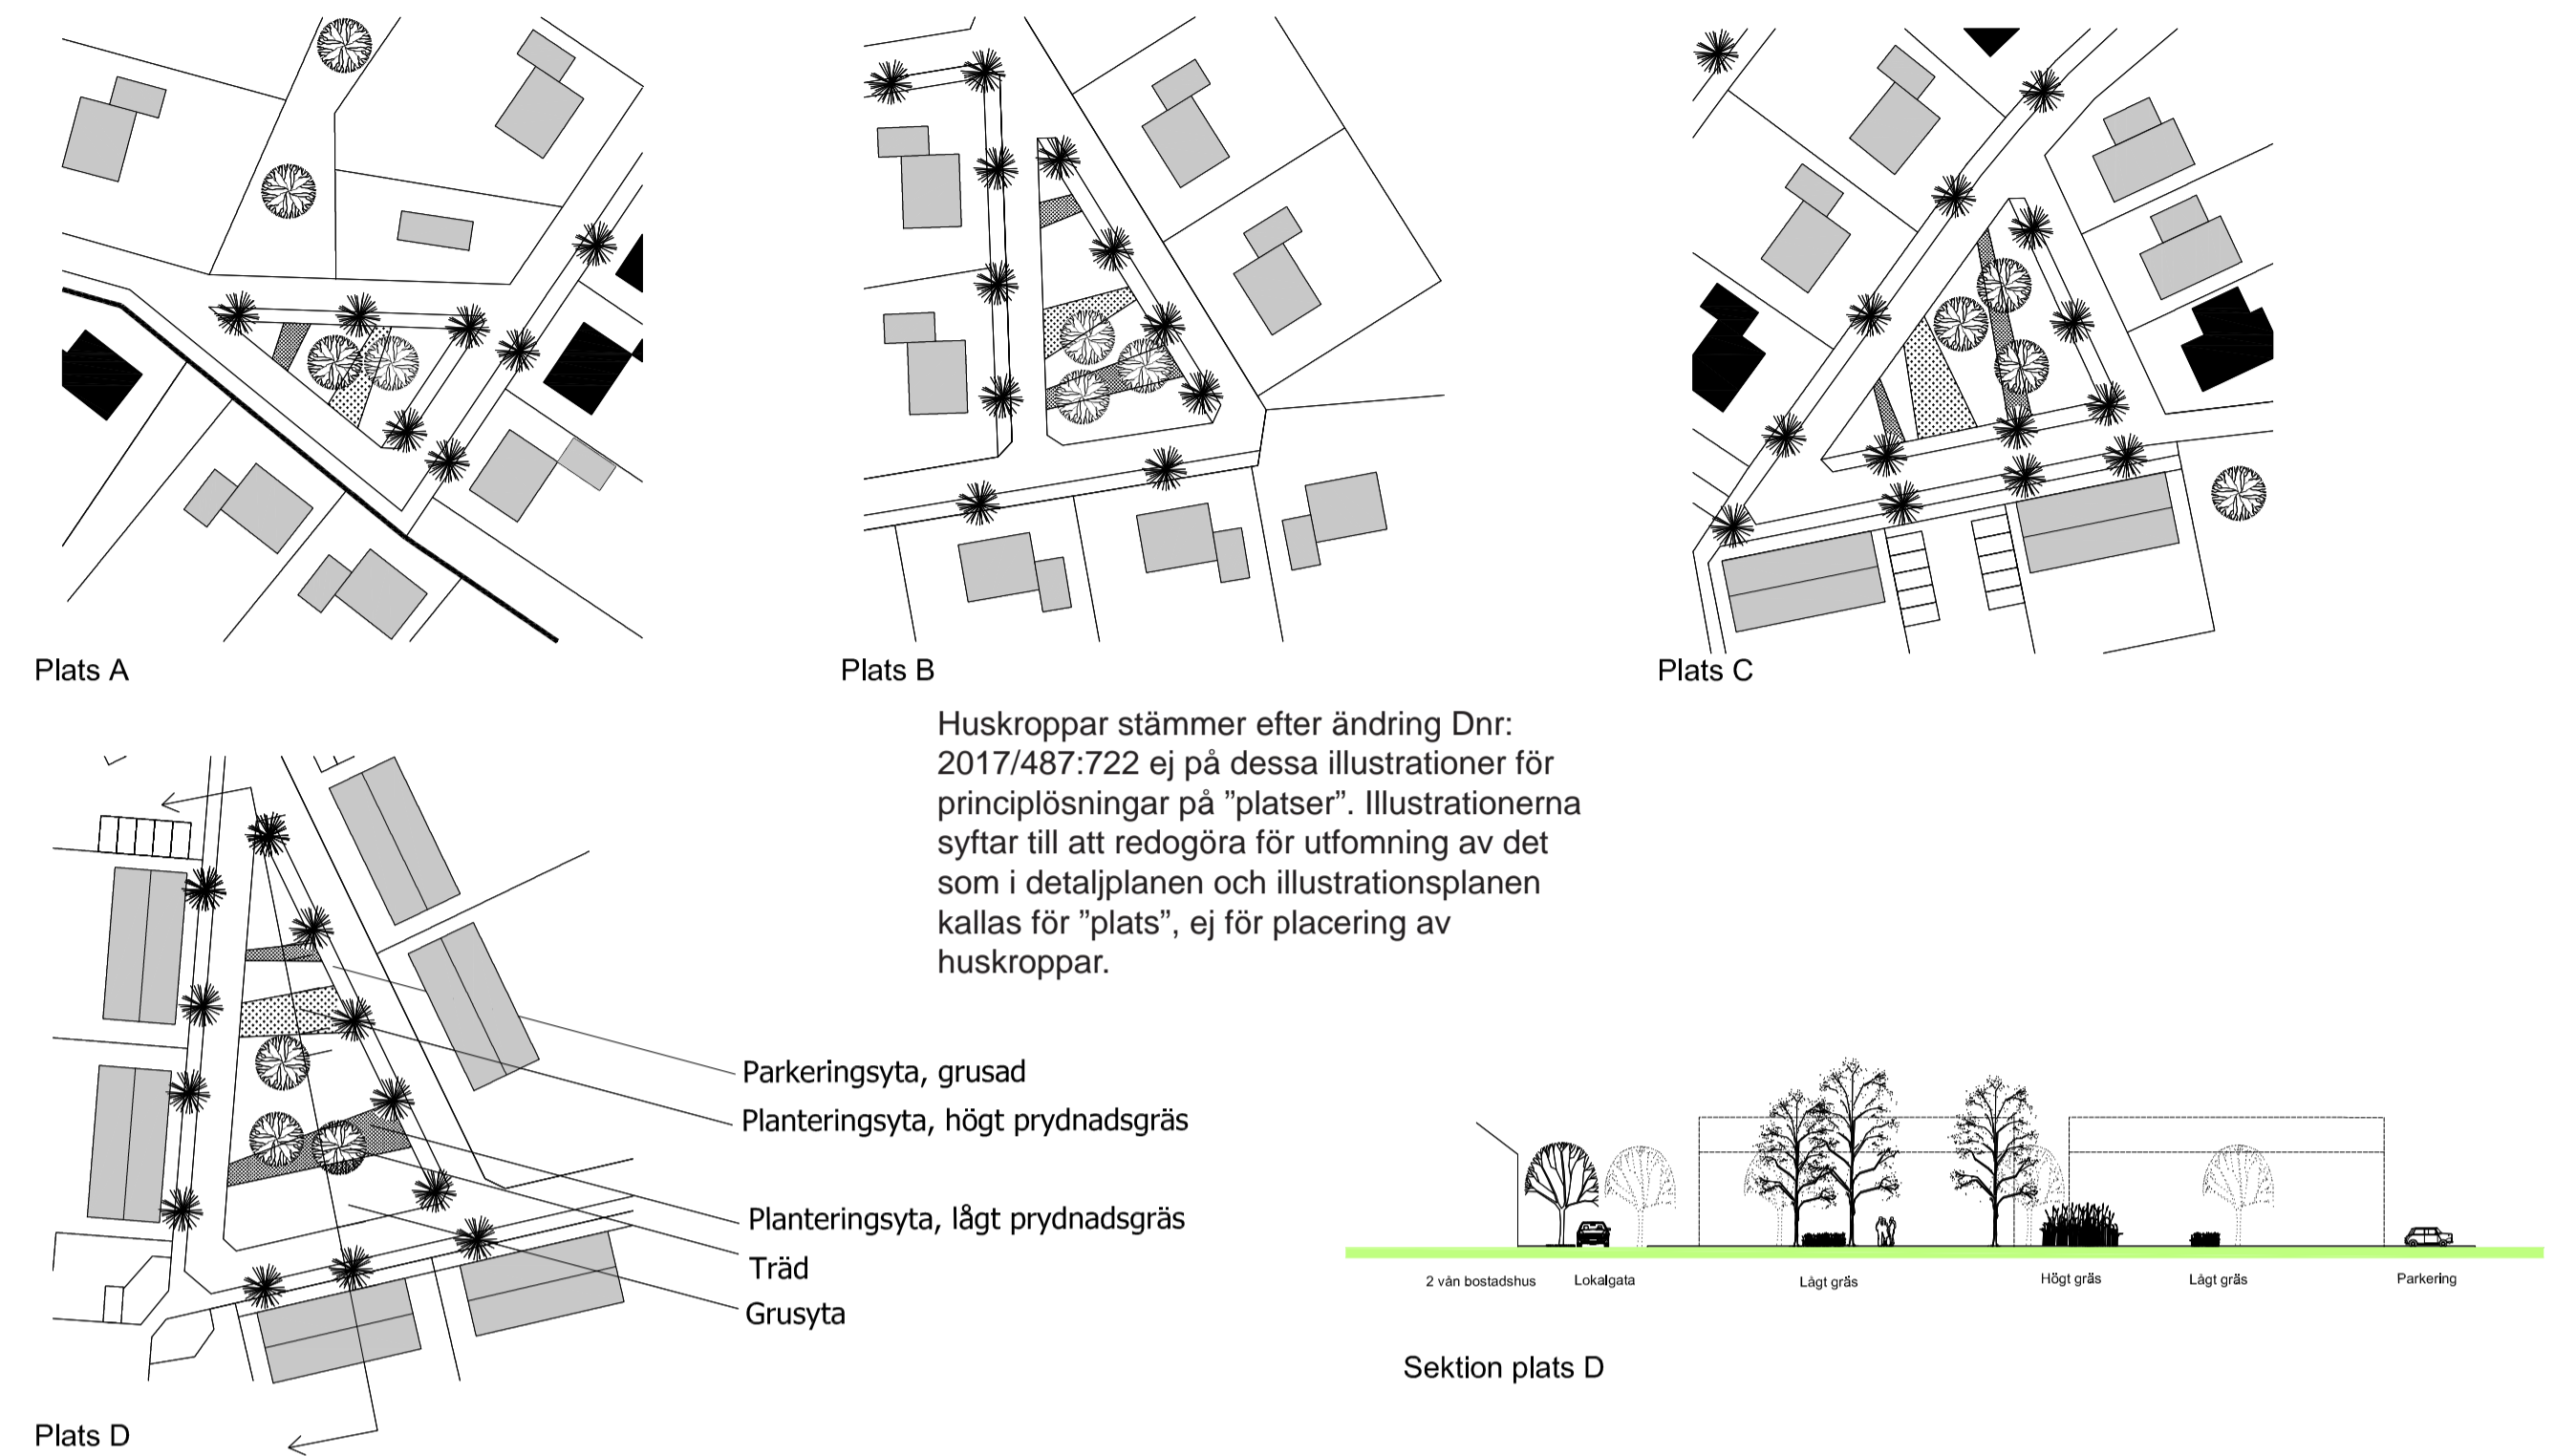 Plats A
Plats B
Plats C
Huskroppar stämmer efter ändring Dnr:
2017/487:722 ej på dessa illustrationer för
principlösningar på ”platser”. Illustrationerna
syftar till att redogöra för utfomning av det
som i detaljplanen och illustrationsplanen
kallas för ”plats”, ej för placering av
huskroppar.
Parkeringsyta, grusad
Planteringsyta, högt prydnadsgräs
Planteringsyta, lågt prydnadsgräs
Träd
Grusyta
Plats D
2 vån bostadshus
Lokalgata
Lågt gräs
Högt gräs
Lågt gräs
Parkering
Sektion plats D